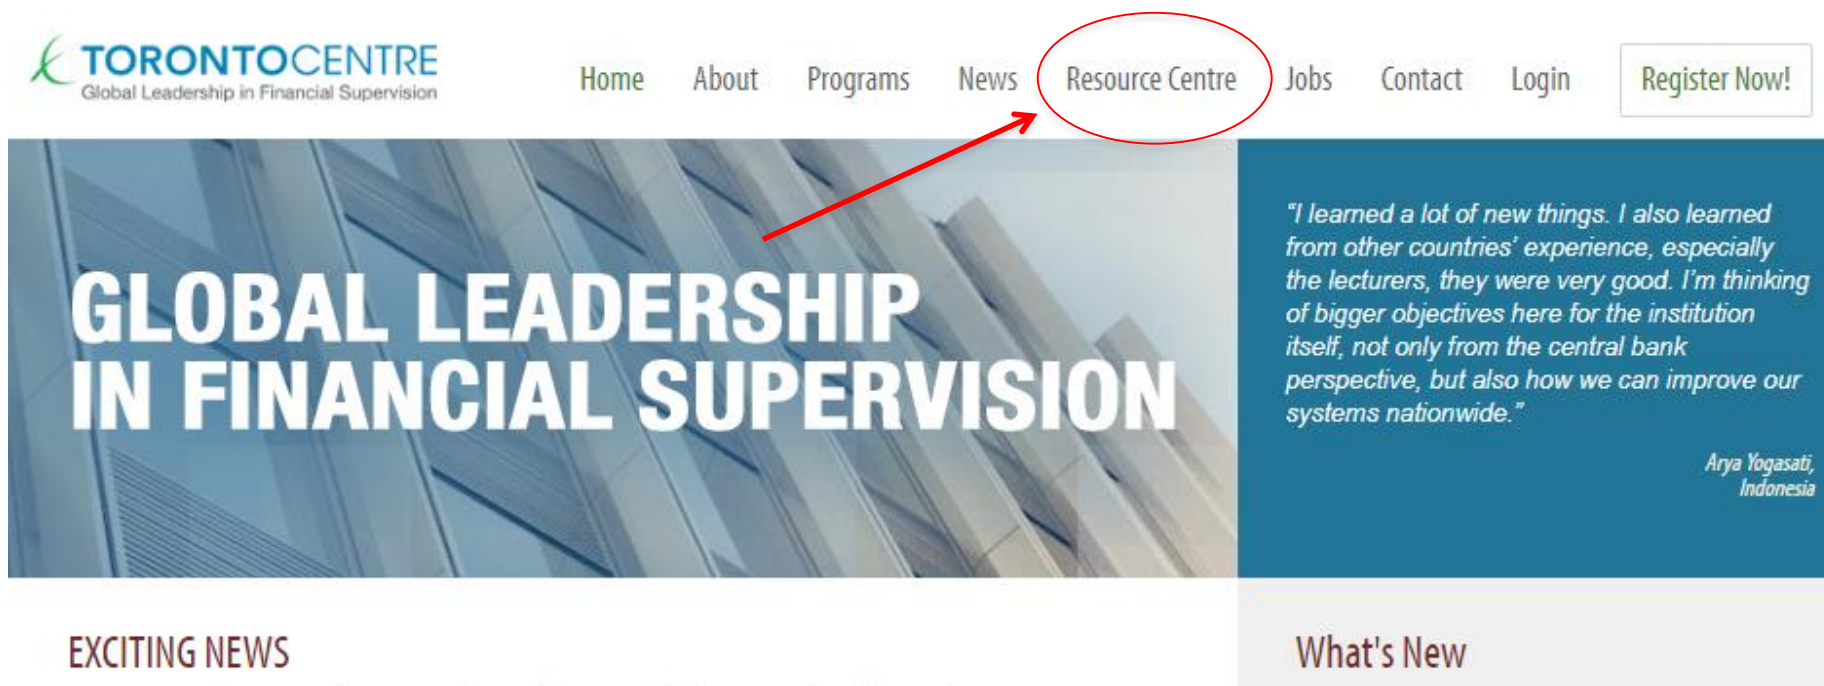 TORONTOCENTRE
Global Leadership in Financial Supervision
Home About Programs News Resource Centre Jobs Contact Login Register Now!
GLOBAL LEADERSHIP
IN FINANCIAL SUPERVISION
"I learned a lot of new things. I also learned
from other countries' experience, especially
the lecturers, they were very good. I'm thinking
of bigger objectives here for the institution
itself, not only from the central bank
perspective, but also how we can improve our
systems nationwide."
Arya Yogasati,
Indonesia
EXCITING NEWS
What's New